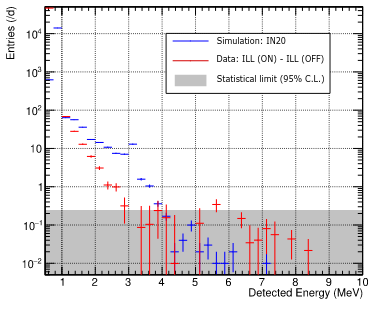 Entries (/d)
10⁴
10³
10²
10
1
10⁻¹
10⁻²
Simulation: IN20
Data: ILL (ON) - ILL (OFF)
Statistical limit (95% C.L.)
1 2 3 4 5 6 7 8 9 10
Detected Energy (MeV)